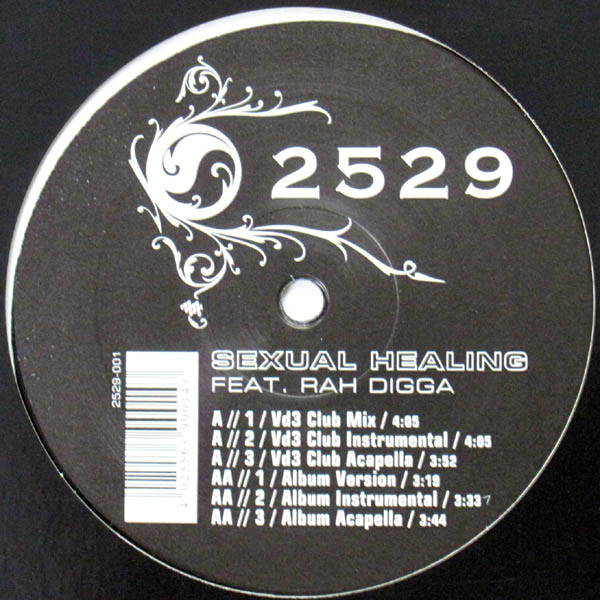 2529
2529-001
SEXUAL HEALING
FEAT. RAH DIGGA
A // 1 / Vd3 Club Mix / 4:05
A // 2 / Vd3 Club Instrumental / 4:05
A // 3 / Vd3 Club Acapella / 3:52
AA // 1 / Album Version / 3:19
AA // 2 / Album Instrumental / 3:33
AA // 3 / Album Acapella / 3:44